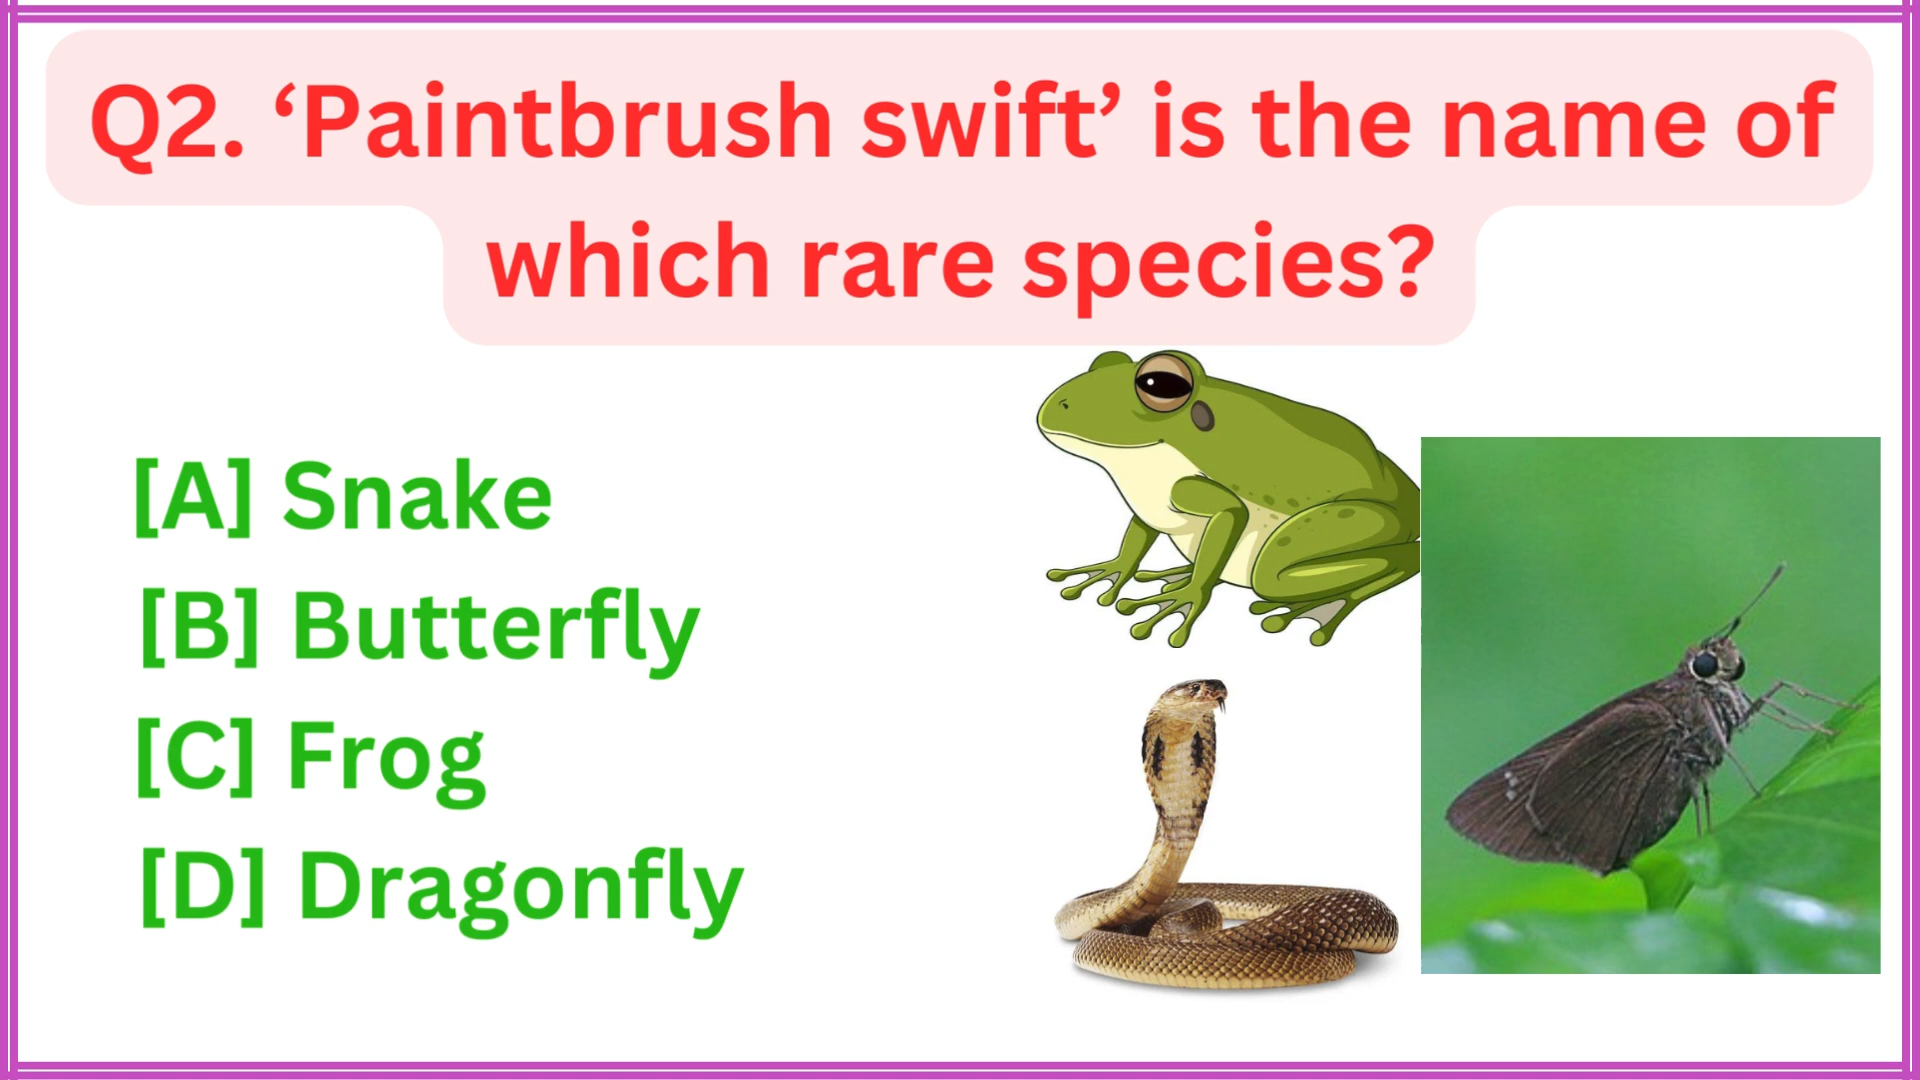 Q2. ‘Paintbrush swift’ is the name of
which rare species?
[A] Snake
[B] Butterfly
[C] Frog
[D] Dragonfly